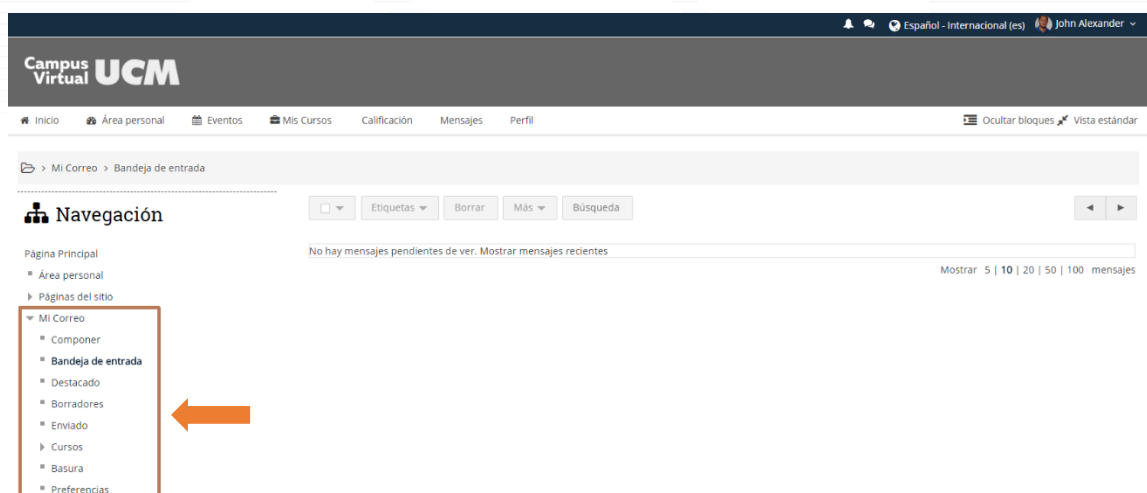 Español - Internacional (es) John Alexander
Campus Virtual UCM
Inicio Área personal Eventos Mis Cursos Calificación Mensajes Perfil Ocultar bloques Vista estándar
> Mi Correo > Bandeja de entrada
Navegación
Etiquetas Borrar Más Búsqueda
Página Principal
No hay mensajes pendientes de ver. Mostrar mensajes recientes
Mostrar 5 | 10 | 20 | 50 | 100 mensajes
Área personal
Páginas del sitio
Mi Correo
Componer
Bandeja de entrada
Destacado
Borradores
Enviado
Cursos
Basura
Preferencias